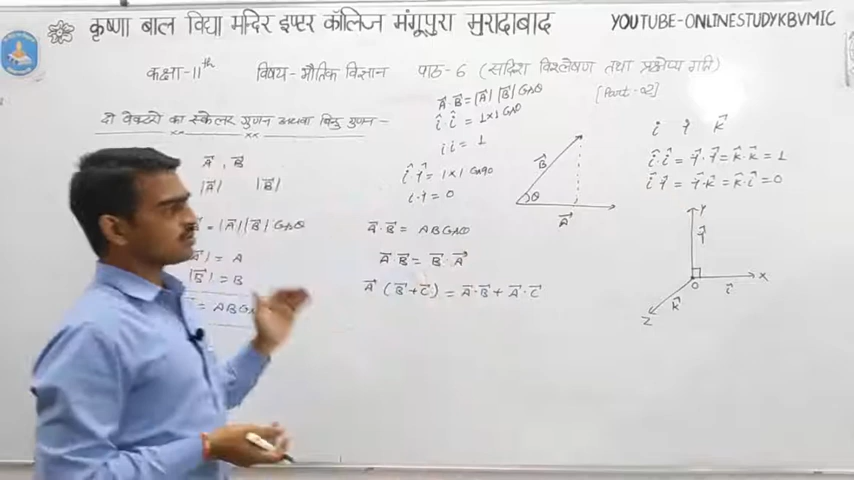 कृष्णा बाल विद्या मन्दिर इण्टर कॉलिज मंगूपुरा मुरादाबाद
YOUTUBE-ONLINESTUDYKBVMIC
कक्षा-11th विषय-भौतिक विज्ञान पाठ-6 (सदिश विश्लेषण तथा प्रक्षेप्य गति)
[Part-02]
दो वेक्टरो का स्केलर गुणन अथवा बिन्दु गुणन-
A⃗ , B⃗
|A⃗| |B⃗|
= |A⃗| |B⃗| Cosθ
|A⃗| = A
|B⃗| = B
= AB
A⃗·B⃗ = |A⃗| |B⃗| Cosθ
î·î = 1×1 Cos0
î î = 1
î·ĵ = 1×1 Cos90
î·ĵ = 0
A⃗·B⃗ = ABCosθ
A⃗·B⃗ = B⃗·A⃗
A⃗ (B⃗+C⃗) = A⃗·B⃗ + A⃗·C⃗
B⃗
θ
A⃗
i j k̂
î·î = ĵ·ĵ = k̂·k̂ = 1
î·ĵ = ĵ·k̂ = k̂·î = 0
Y
ĵ
O
X
î
k̂
Z